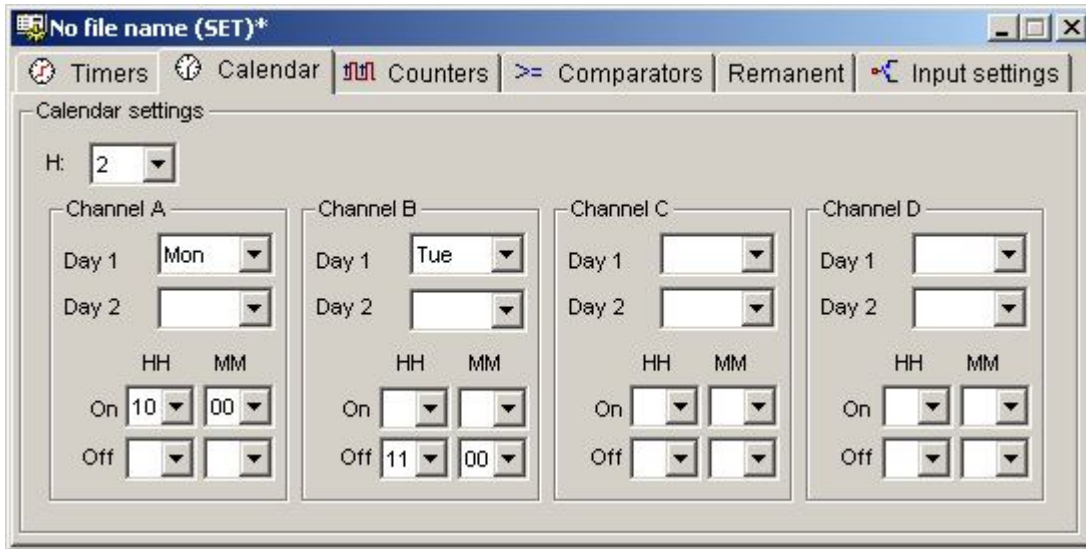 No file name (SET)*
Timers Calendar Counters >= Comparators Remanent Input settings
Calendar settings
H: 2
Channel A Channel B Channel C Channel D
Day 1 Mon Day 1 Tue Day 1 Day 1
Day 2 Day 2 Day 2 Day 2
HH MM HH MM HH MM HH MM
On 10 00 On On On
Off Off 11 00 Off Off